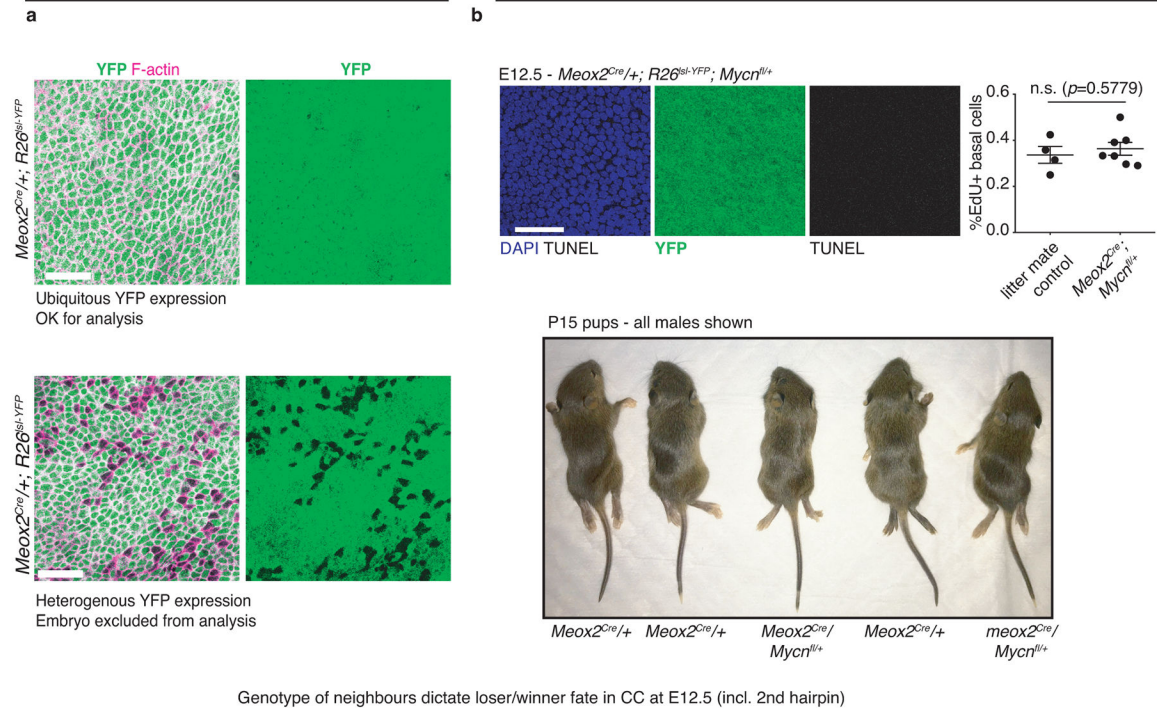 a
YFP F-actin
YFP
Meox2Cre/+; R26lsl-YFP
Ubiquitous YFP expression
OK for analysis
Meox2Cre/+; R26lsl-YFP
Heterogenous YFP expression
Embryo excluded from analysis
b
E12.5 - Meox2Cre/+; R26lsl-YFP; Mycnfl/+
DAPI TUNEL
YFP
TUNEL
%EdU+ basal cells
0.6
0.4
0.2
0.0
n.s. (p=0.5779)
litter mate
control
Meox2Cre;
Mycnfl/+
P15 pups - all males shown
Meox2Cre/+
Meox2Cre/+
Meox2Cre/
Mycnfl/+
Meox2Cre/+
meox2Cre/
Mycnfl/+
Genotype of neighbours dictate loser/winner fate in CC at E12.5 (incl. 2nd hairpin)